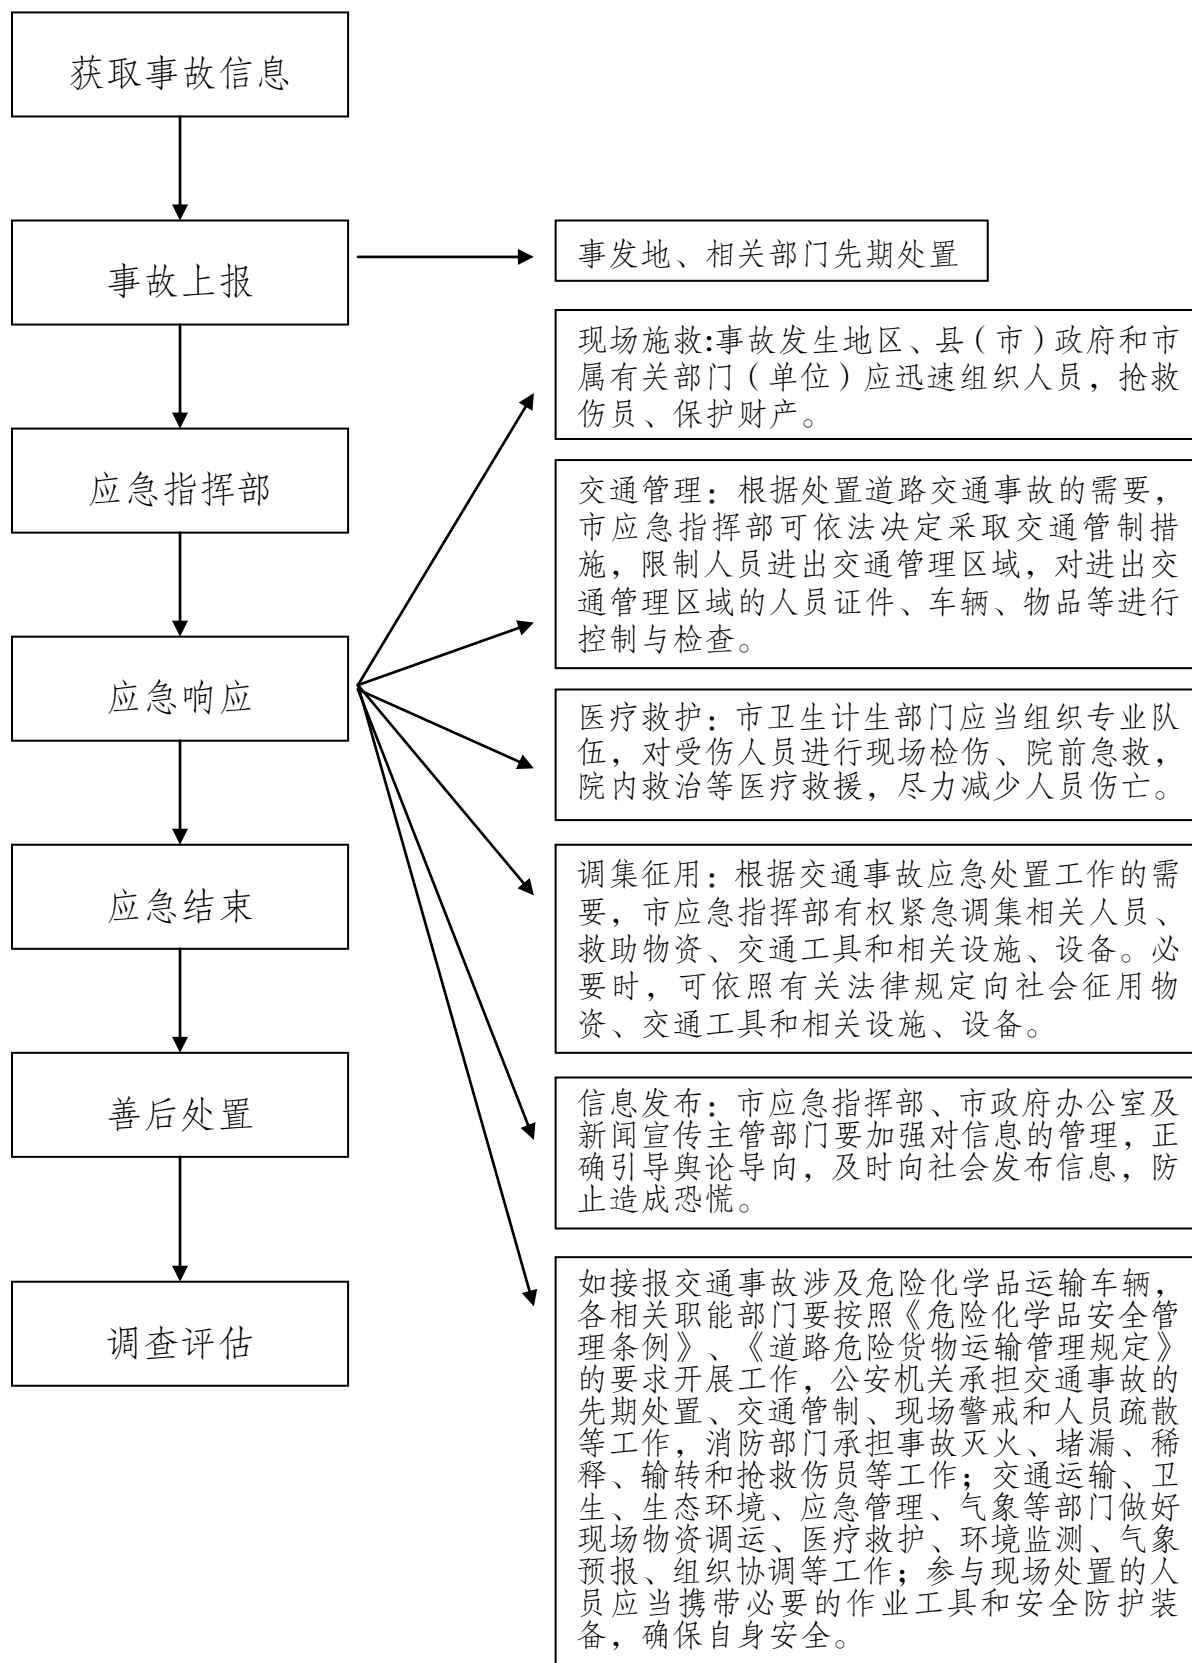 获取事故信息
事故上报
事发地、相关部门先期处置
现场施救:事故发生地区、县（市）政府和市
属有关部门（单位）应迅速组织人员，抢救
伤员、保护财产。
应急指挥部
交通管理：根据处置道路交通事故的需要，
市应急指挥部可依法决定采取交通管制措
施，限制人员进出交通管理区域，对进出交
通管理区域的人员证件、车辆、物品等进行
控制与检查。
应急响应
医疗救护：市卫生计生部门应当组织专业队
伍，对受伤人员进行现场检伤、院前急救，
院内救治等医疗救援，尽力减少人员伤亡。
应急结束
调集征用：根据交通事故应急处置工作的需
要，市应急指挥部有权紧急调集相关人员、
救助物资、交通工具和相关设施、设备。必
要时，可依照有关法律规定向社会征用物
资、交通工具和相关设施、设备。
善后处置
信息发布：市应急指挥部、市政府办公室及
新闻宣传主管部门要加强对信息的管理，正
确引导舆论导向，及时向社会发布信息，防
止造成恐慌。
调查评估
如接报交通事故涉及危险化学品运输车辆，
各相关职能部门要按照《危险化学品安全管
理条例》、《道路危险货物运输管理规定》
的要求开展工作，公安机关承担交通事故的
先期处置、交通管制、现场警戒和人员疏散
等工作，消防部门承担事故灭火、堵漏、稀
释、输转和抢救伤员等工作；交通运输、卫
生、生态环境、应急管理、气象等部门做好
现场物资调运、医疗救护、环境监测、气象
预报、组织协调等工作；参与现场处置的人
员应当携带必要的作业工具和安全防护装
备，确保自身安全。